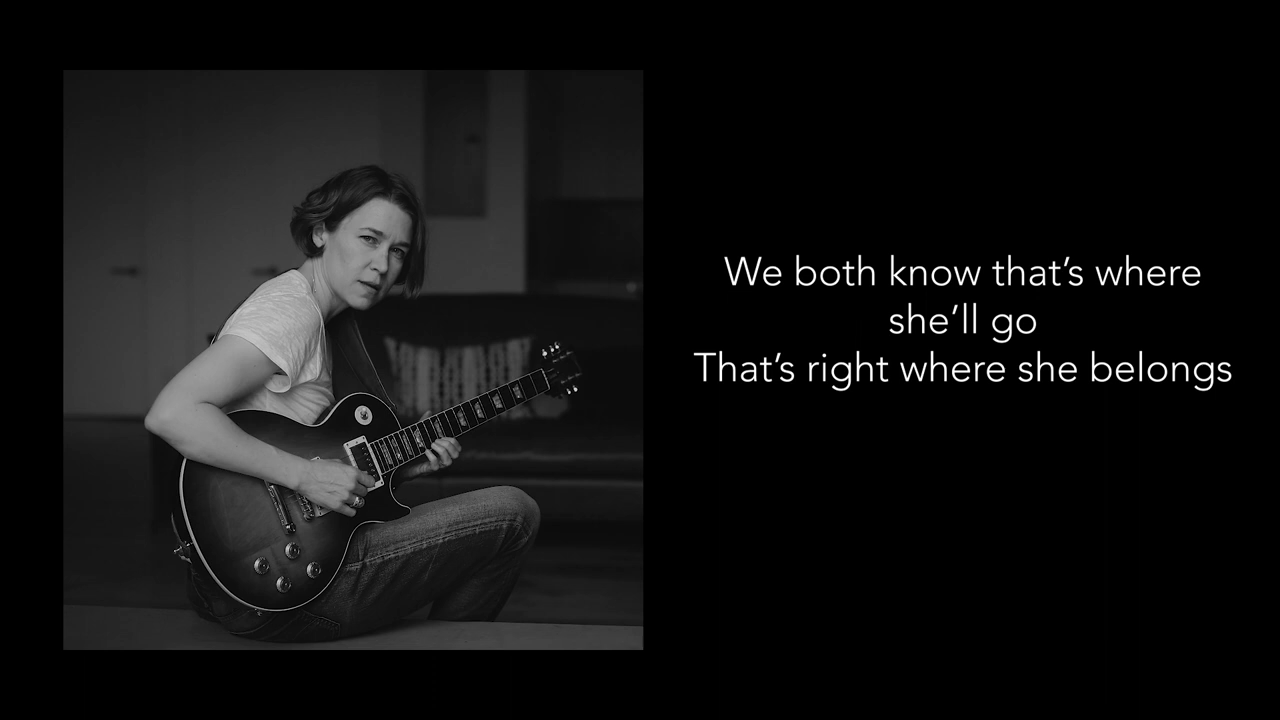 We both know that’s where
she’ll go
That’s right where she belongs